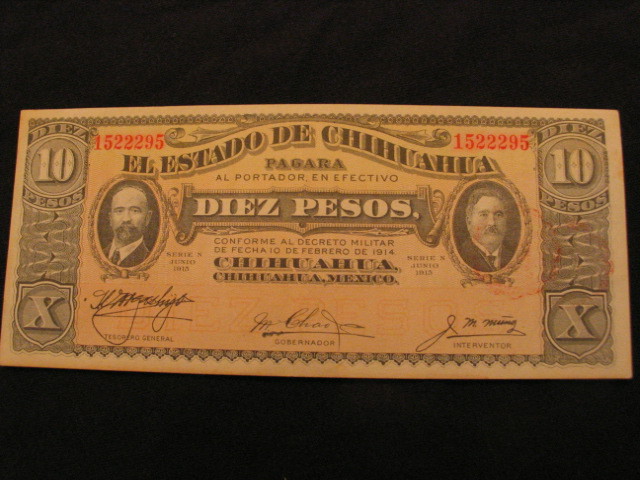 DIEZ
10
PESOS
1522295
1522295
DIEZ
10
PESOS
EL ESTADO DE CHIHUAHUA
PAGARA
AL PORTADOR, EN EFECTIVO
DIEZ PESOS,
CONFORME AL DECRETO MILITAR
DE FECHA 10 DE FEBRERO DE 1914.
CHIHUAHUA,
CHIHUAHUA, MEXICO,
SERIE N
JUNIO
1915
SERIE N
JUNIO
1915
X
X
TESORERO GENERAL
GOBERNADOR
J. M. Muñoz
INTERVENTOR